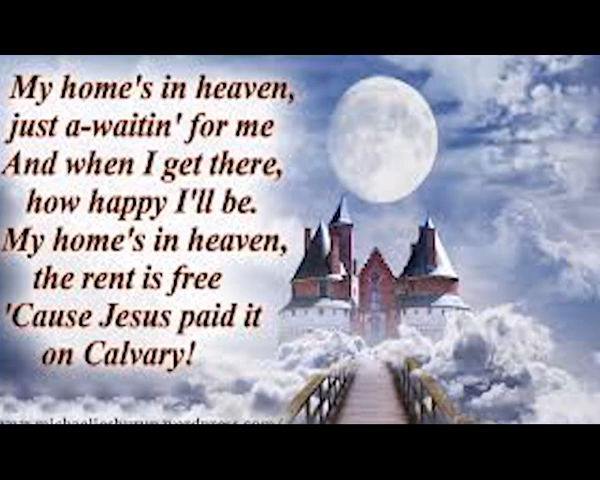 My home's in heaven,
just a-waitin' for me
And when I get there,
how happy I'll be.
My home's in heaven,
the rent is free
'Cause Jesus paid it
on Calvary!